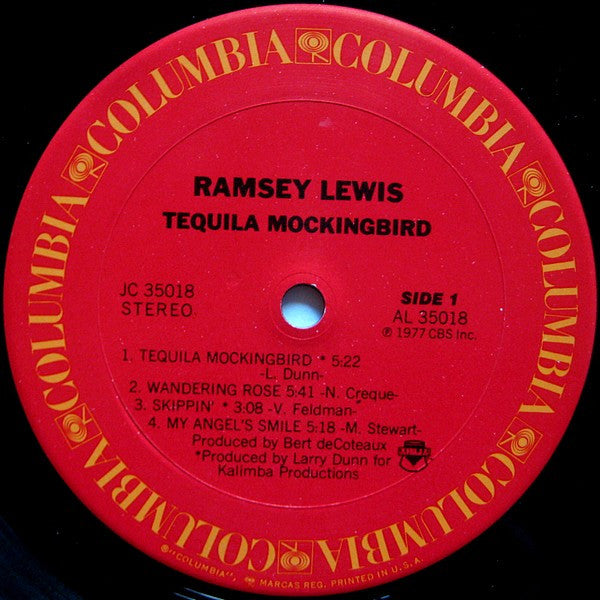 COLUMBIA COLUMBIA COLUMBIA COLUMBIA COLUMBIA COLUMBIA
RAMSEY LEWIS
TEQUILA MOCKINGBIRD
JC 35018
STEREO
SIDE 1
AL 35018
℗ 1977 CBS Inc.
1. TEQUILA MOCKINGBIRD * 5:22
-L. Dunn-
2. WANDERING ROSE 5:41 -N. Creque-
3. SKIPPIN' * 3:08 -V. Feldman-
4. MY ANGEL'S SMILE 5:18 -M. Stewart-
Produced by Bert deCoteaux
*Produced by Larry Dunn for
Kalimba Productions
®"COLUMBIA", MARCAS REG. PRINTED IN U.S.A.